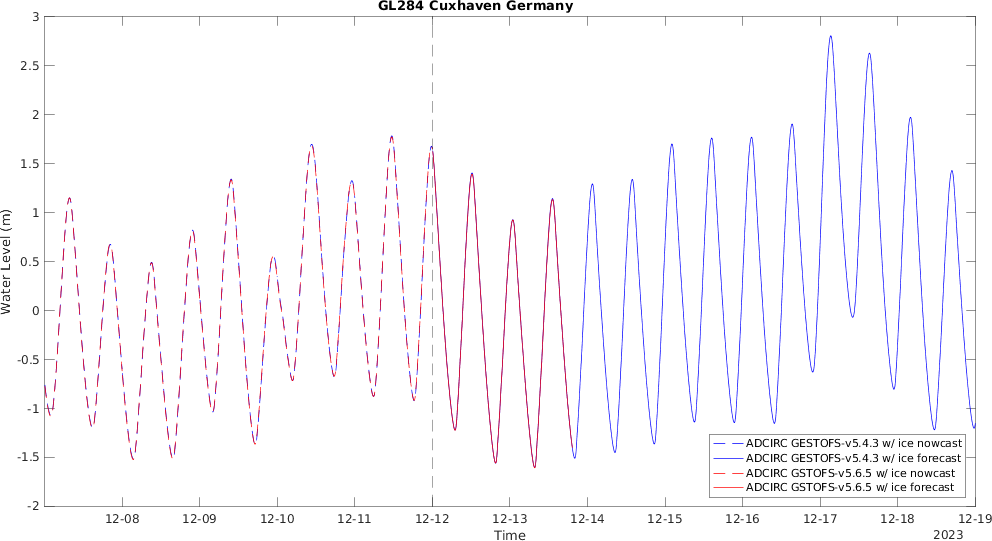 GL284 Cuxhaven Germany
Water Level (m)
3
2.5
2
1.5
1
0.5
0
-0.5
-1
-1.5
-2
ADCIRC GESTOFS-v5.4.3 w/ ice nowcast
ADCIRC GESTOFS-v5.4.3 w/ ice forecast
ADCIRC GSTOFS-v5.6.5 w/ ice nowcast
ADCIRC GSTOFS-v5.6.5 w/ ice forecast
12-08 12-09 12-10 12-11 12-12 12-13 12-14 12-15 12-16 12-17 12-18 12-19
Time
2023